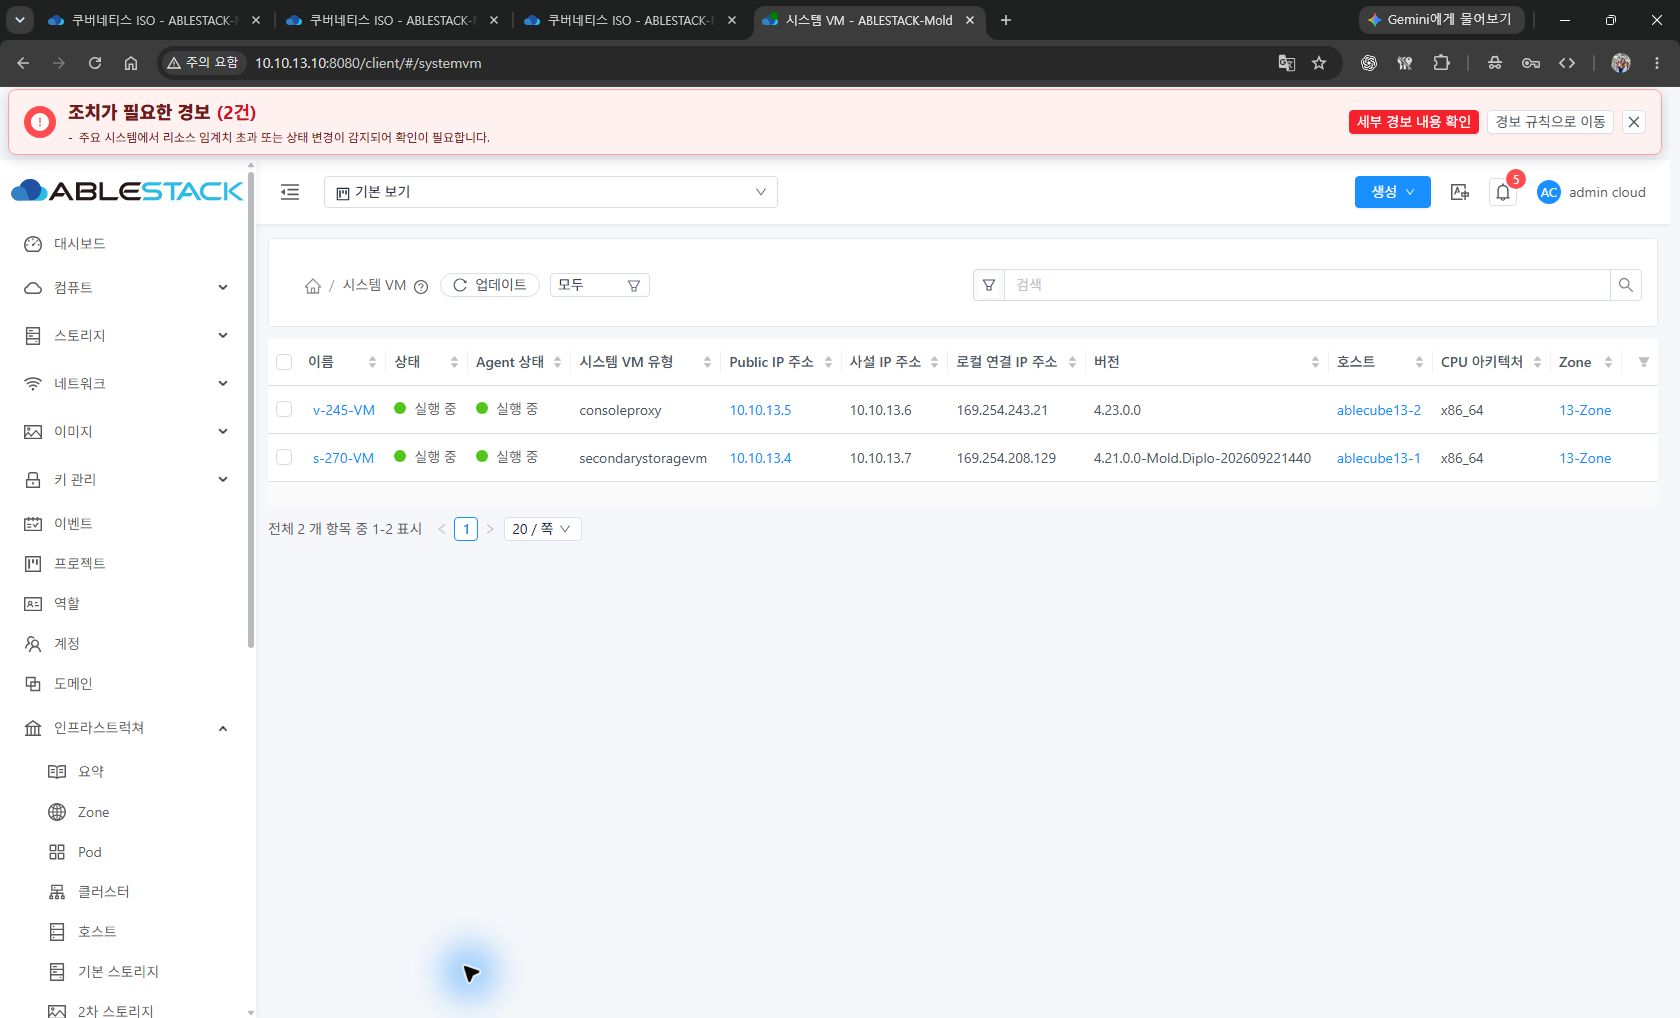 쿠버네티스 ISO - ABLESTACK-
쿠버네티스 ISO - ABLESTACK-
쿠버네티스 ISO - ABLESTACK-
시스템 VM - ABLESTACK-Mold
Gemini에게 물어보기
주의 요함
10.10.13.10:8080/client/#/systemvm
조치가 필요한 경보 (2건)
- 주요 시스템에서 리소스 임계치 초과 또는 상태 변경이 감지되어 확인이 필요합니다.
세부 경보 내용 확인
경보 규칙으로 이동
ABLESTACK
기본 보기
생성
5
AC
admin cloud
대시보드
컴퓨트
스토리지
네트워크
이미지
키 관리
이벤트
프로젝트
역할
계정
도메인
인프라스트럭쳐
요약
Zone
Pod
클러스터
호스트
기본 스토리지
2차 스토리지
/ 시스템 VM
업데이트
모두
검색
이름 상태 Agent 상태 시스템 VM 유형 Public IP 주소 사설 IP 주소 로컬 연결 IP 주소 버전 호스트 CPU 아키텍처 Zone
v-245-VM 실행 중 실행 중 consoleproxy 10.10.13.5 10.10.13.6 169.254.243.21 4.23.0.0 ablecube13-2 x86_64 13-Zone
s-270-VM 실행 중 실행 중 secondarystoragevm 10.10.13.4 10.10.13.7 169.254.208.129 4.21.0.0-Mold.Diplo-202609221440 ablecube13-1 x86_64 13-Zone
전체 2 개 항목 중 1-2 표시 < 1 > 20 / 쪽